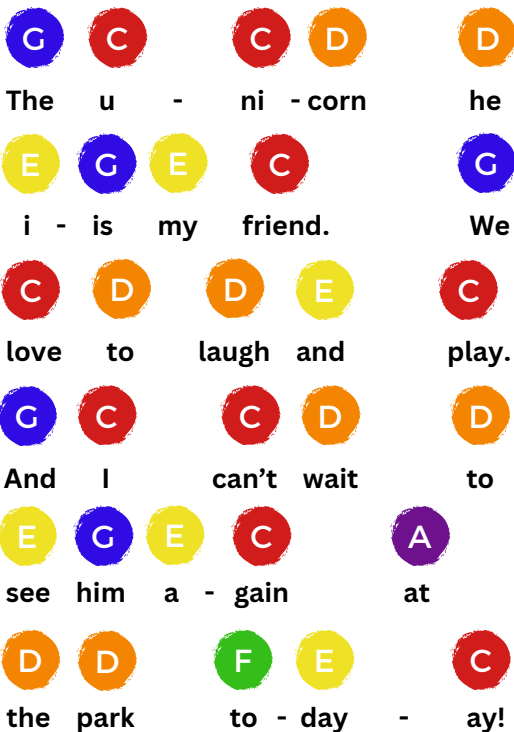 G C C D D
The u - ni - corn he
E G E C G
i - is my friend. We
C D D E C
love to laugh and play.
G C C D D
And I can’t wait to
E G E C A
see him a - gain at
D D F E C
the park to - day - ay!